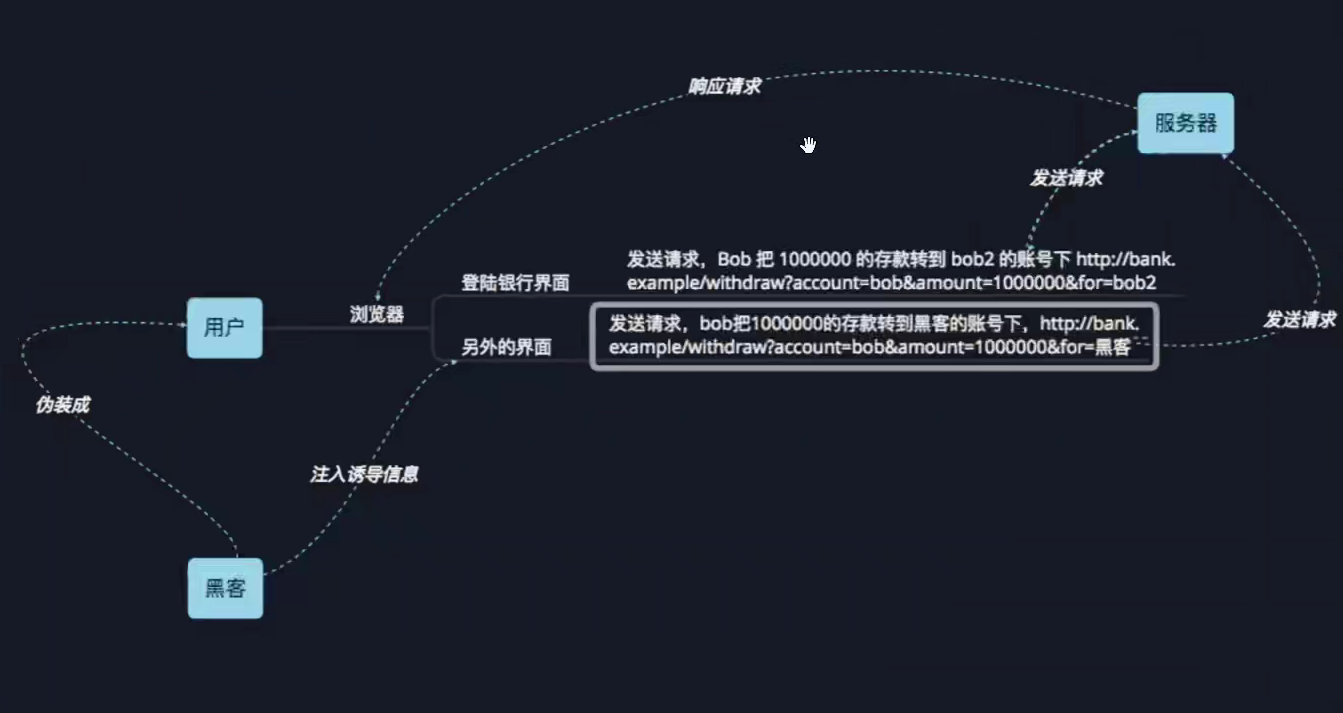 响应请求
服务器
发送请求
发送请求，Bob 把 1000000 的存款转到 bob2 的账号下 http://bank.
example/withdraw?account=bob&amount=1000000&for=bob2
登陆银行界面
浏览器
用户
发送请求，bob把1000000的存款转到黑客的账号下，http://bank.
example/withdraw?account=bob&amount=1000000&for=黑客
发送请求
另外的界面
伪装成
注入诱导信息
黑客